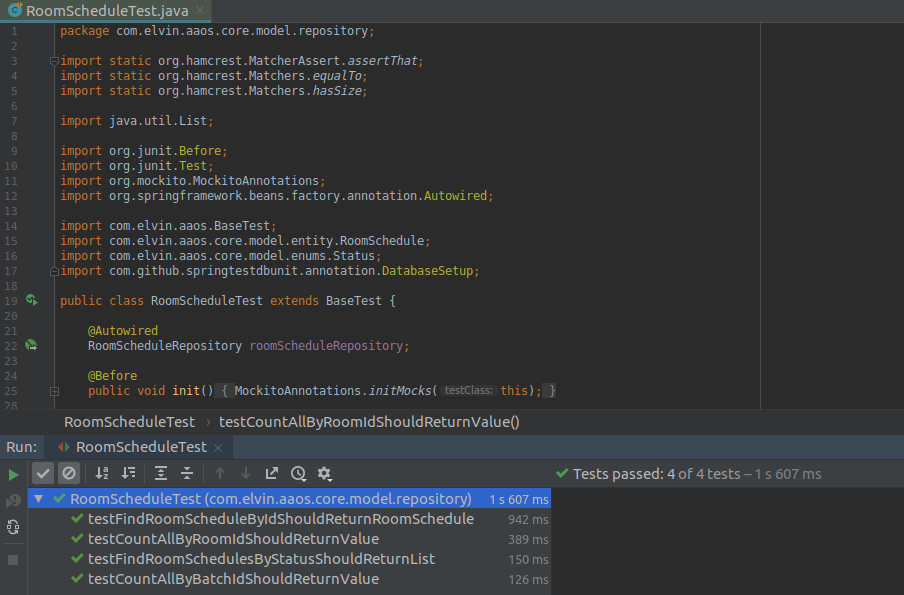 RoomScheduleTest.java ×
1 package com.elvin.aaos.core.model.repository;
2
3 import static org.hamcrest.MatcherAssert.assertThat;
4 import static org.hamcrest.Matchers.equalTo;
5 import static org.hamcrest.Matchers.hasSize;
6
7 import java.util.List;
8
9 import org.junit.Before;
10 import org.junit.Test;
11 import org.mockito.MockitoAnnotations;
12 import org.springframework.beans.factory.annotation.Autowired;
13
14 import com.elvin.aaos.BaseTest;
15 import com.elvin.aaos.core.model.entity.RoomSchedule;
16 import com.elvin.aaos.core.model.enums.Status;
17 import com.github.springtestdbunit.annotation.DatabaseSetup;
18
19 public class RoomScheduleTest extends BaseTest {
20
21 @Autowired
22 RoomScheduleRepository roomScheduleRepository;
23
24 @Before
25 public void init() { MockitoAnnotations.initMocks( testClass: this); }
28
RoomScheduleTest › testCountAllByRoomIdShouldReturnValue()
Run: RoomScheduleTest ×
Tests passed: 4 of 4 tests – 1 s 607 ms
RoomScheduleTest (com.elvin.aaos.core.model.repository) 1 s 607 ms
testFindRoomScheduleByIdShouldReturnRoomSchedule 942 ms
testCountAllByRoomIdShouldReturnValue 389 ms
testFindRoomSchedulesByStatusShouldReturnList 150 ms
testCountAllByBatchIdShouldReturnValue 126 ms